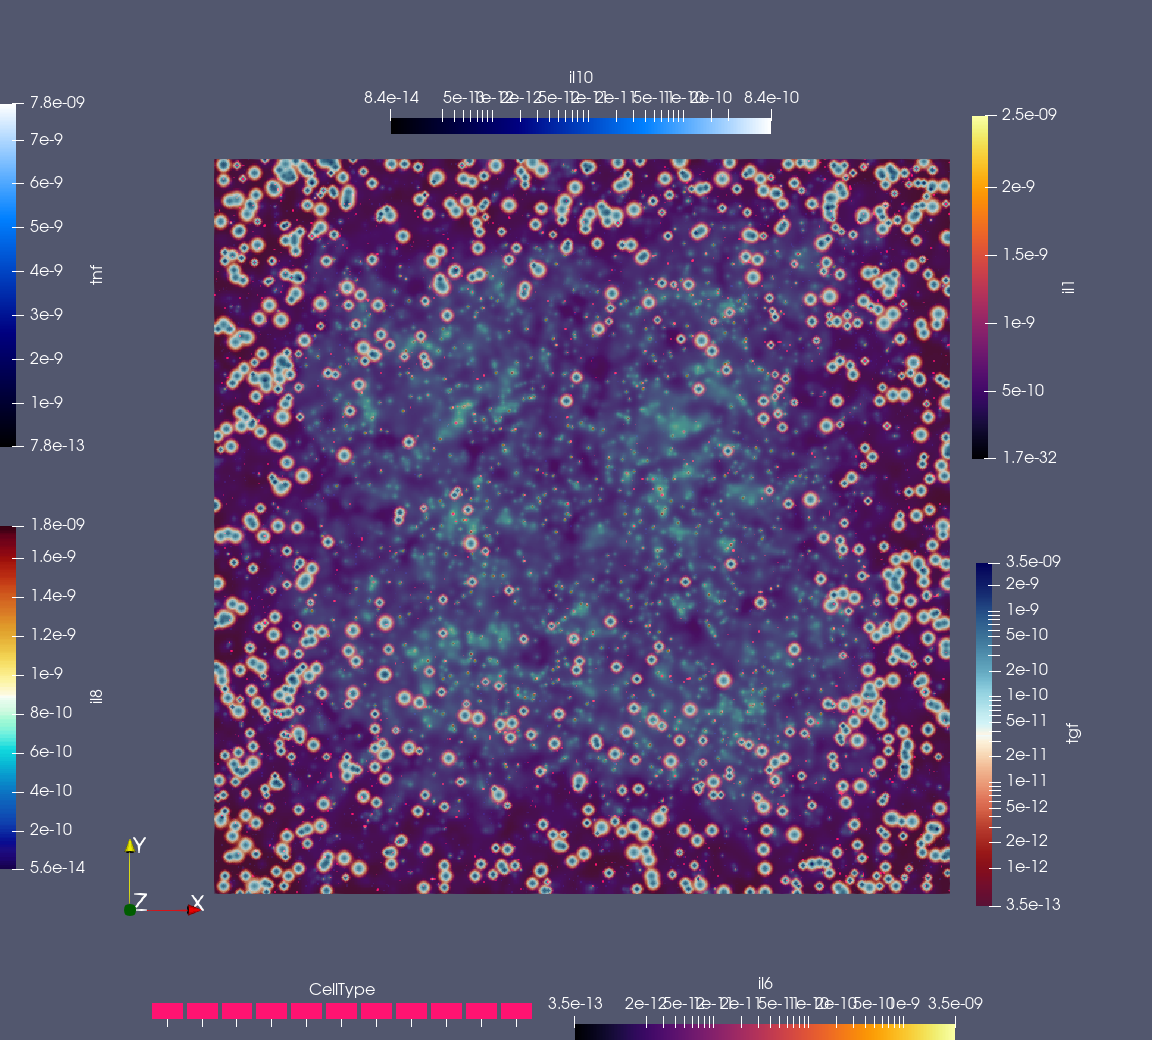 il10
8.4e-14
8.4e-10
7.8e-09
7e-9
6e-9
5e-9
4e-9
3e-9
2e-9
1e-9
7.8e-13
tnf
2.5e-09
2e-9
1.5e-9
1e-9
5e-10
1.7e-32
il1
1.8e-09
1.6e-9
1.4e-9
1.2e-9
1e-9
8e-10
6e-10
4e-10
2e-10
5.6e-14
il8
3.5e-09
2e-9
1e-9
5e-10
2e-10
1e-10
5e-11
2e-11
1e-11
5e-12
2e-12
1e-12
3.5e-13
tgf
Y
Z
X
CellType
il6
3.5e-13
3.5e-09